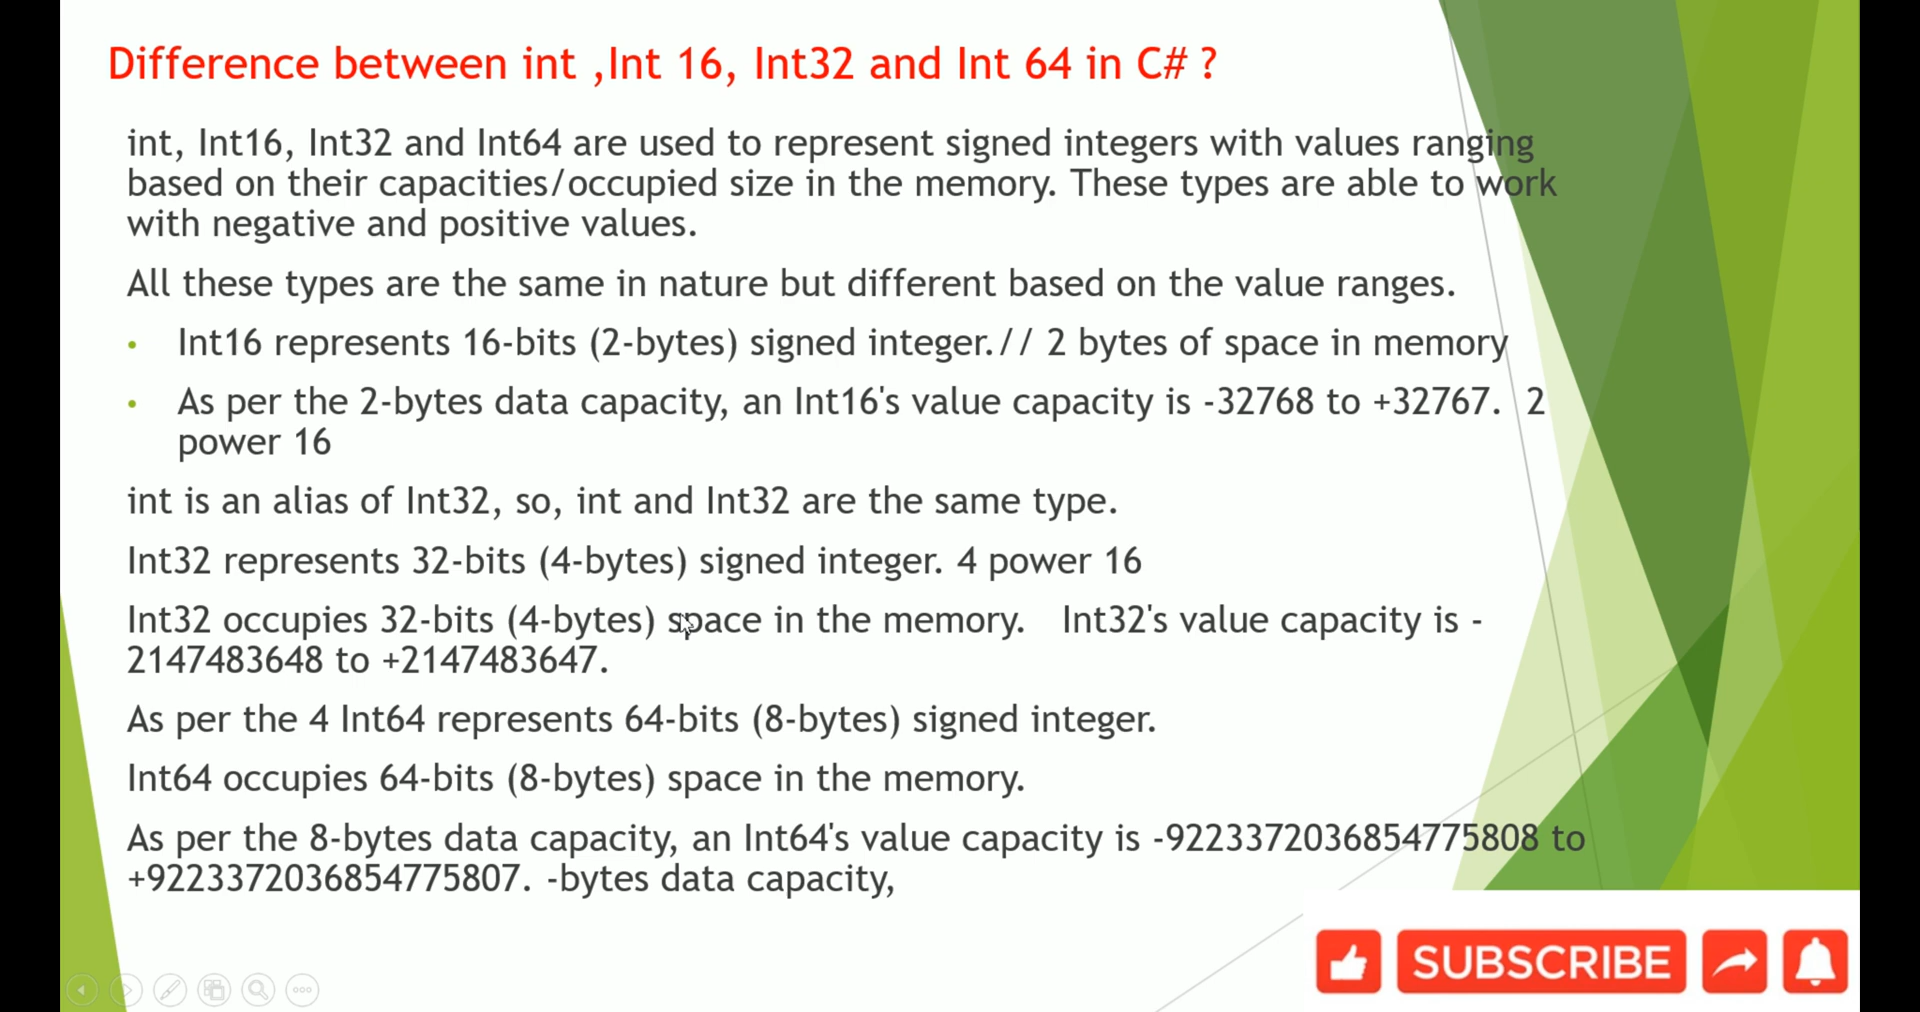 Difference between int ,Int 16, Int32 and Int 64 in C# ?
int, Int16, Int32 and Int64 are used to represent signed integers with values ranging
based on their capacities/occupied size in the memory. These types are able to work
with negative and positive values.
All these types are the same in nature but different based on the value ranges.
• Int16 represents 16-bits (2-bytes) signed integer.// 2 bytes of space in memory
• As per the 2-bytes data capacity, an Int16's value capacity is -32768 to +32767. 2
power 16
int is an alias of Int32, so, int and Int32 are the same type.
Int32 represents 32-bits (4-bytes) signed integer. 4 power 16
Int32 occupies 32-bits (4-bytes) space in the memory. Int32's value capacity is -
2147483648 to +2147483647.
As per the 4 Int64 represents 64-bits (8-bytes) signed integer.
Int64 occupies 64-bits (8-bytes) space in the memory.
As per the 8-bytes data capacity, an Int64's value capacity is -9223372036854775808 to
+9223372036854775807. -bytes data capacity,
SUBSCRIBE